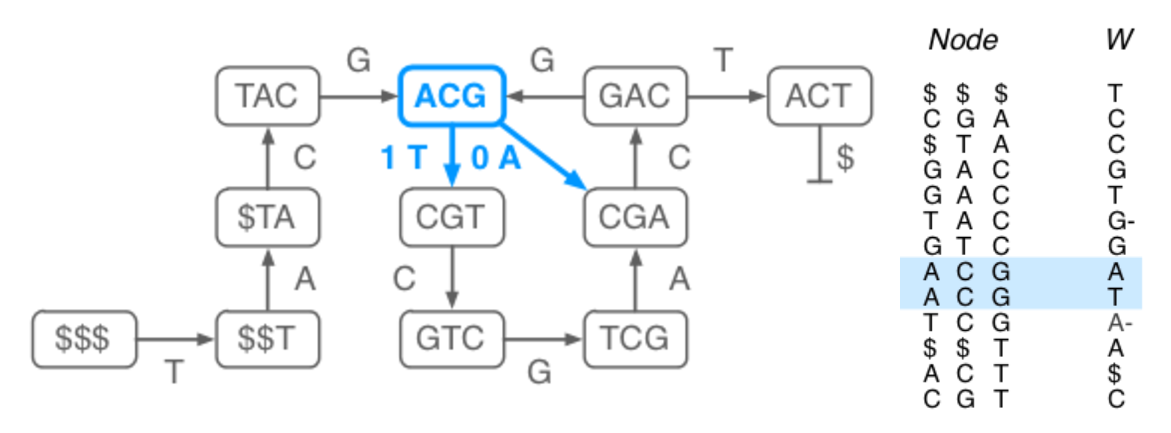 Node W
G G T
TAC ACG GAC ACT
C 1 T 0 A C $
$TA CGT CGA
A C A
$$$ $$T GTC TCG
T G
$ $ $ T
C G A C
$ T A C
G A C G
G A C T
T A C G-
G T C G
A C G A
A C G T
T C G A-
$ $ T A
A C T $
C G T C